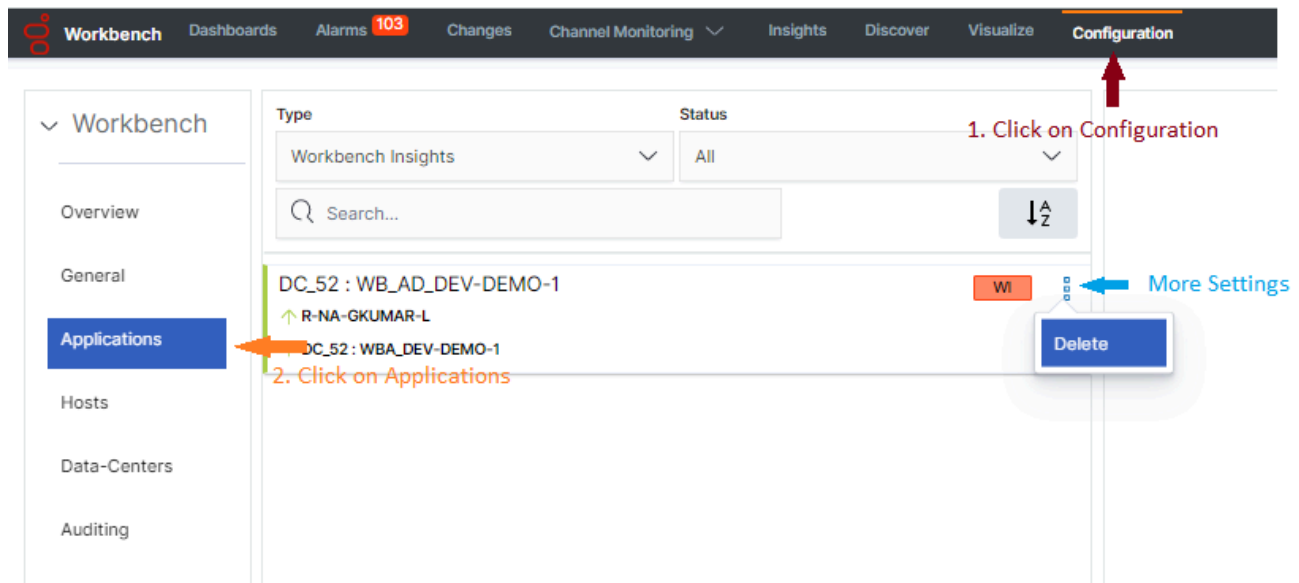 Workbench Dashboards Alarms 103 Changes Channel Monitoring Insights Discover Visualize Configuration
1. Click on Configuration
Workbench
Overview
General
Applications
Hosts
Data-Centers
Auditing
Type Status
Workbench Insights All
Search... A Z
DC_52 : WB_AD_DEV-DEMO-1 WI More Settings
R-NA-GKUMAR-L
Delete
DC_52 : WBA_DEV-DEMO-1
2. Click on Applications